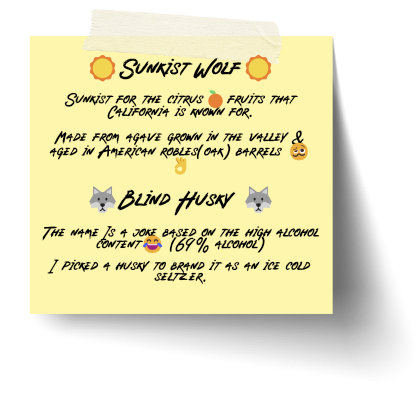 Sunkist Wolf
Sunkist for the citrus 🍑 fruits that
California is known for.
Made from agave grown in the valley &
aged in American robles(oak) barrels 🥴
👌
Blind Husky
The name Is a joke based on the high alcohol
content😂 (69% alcohol)
I picked a husky to brand it as an ice cold
seltzer.